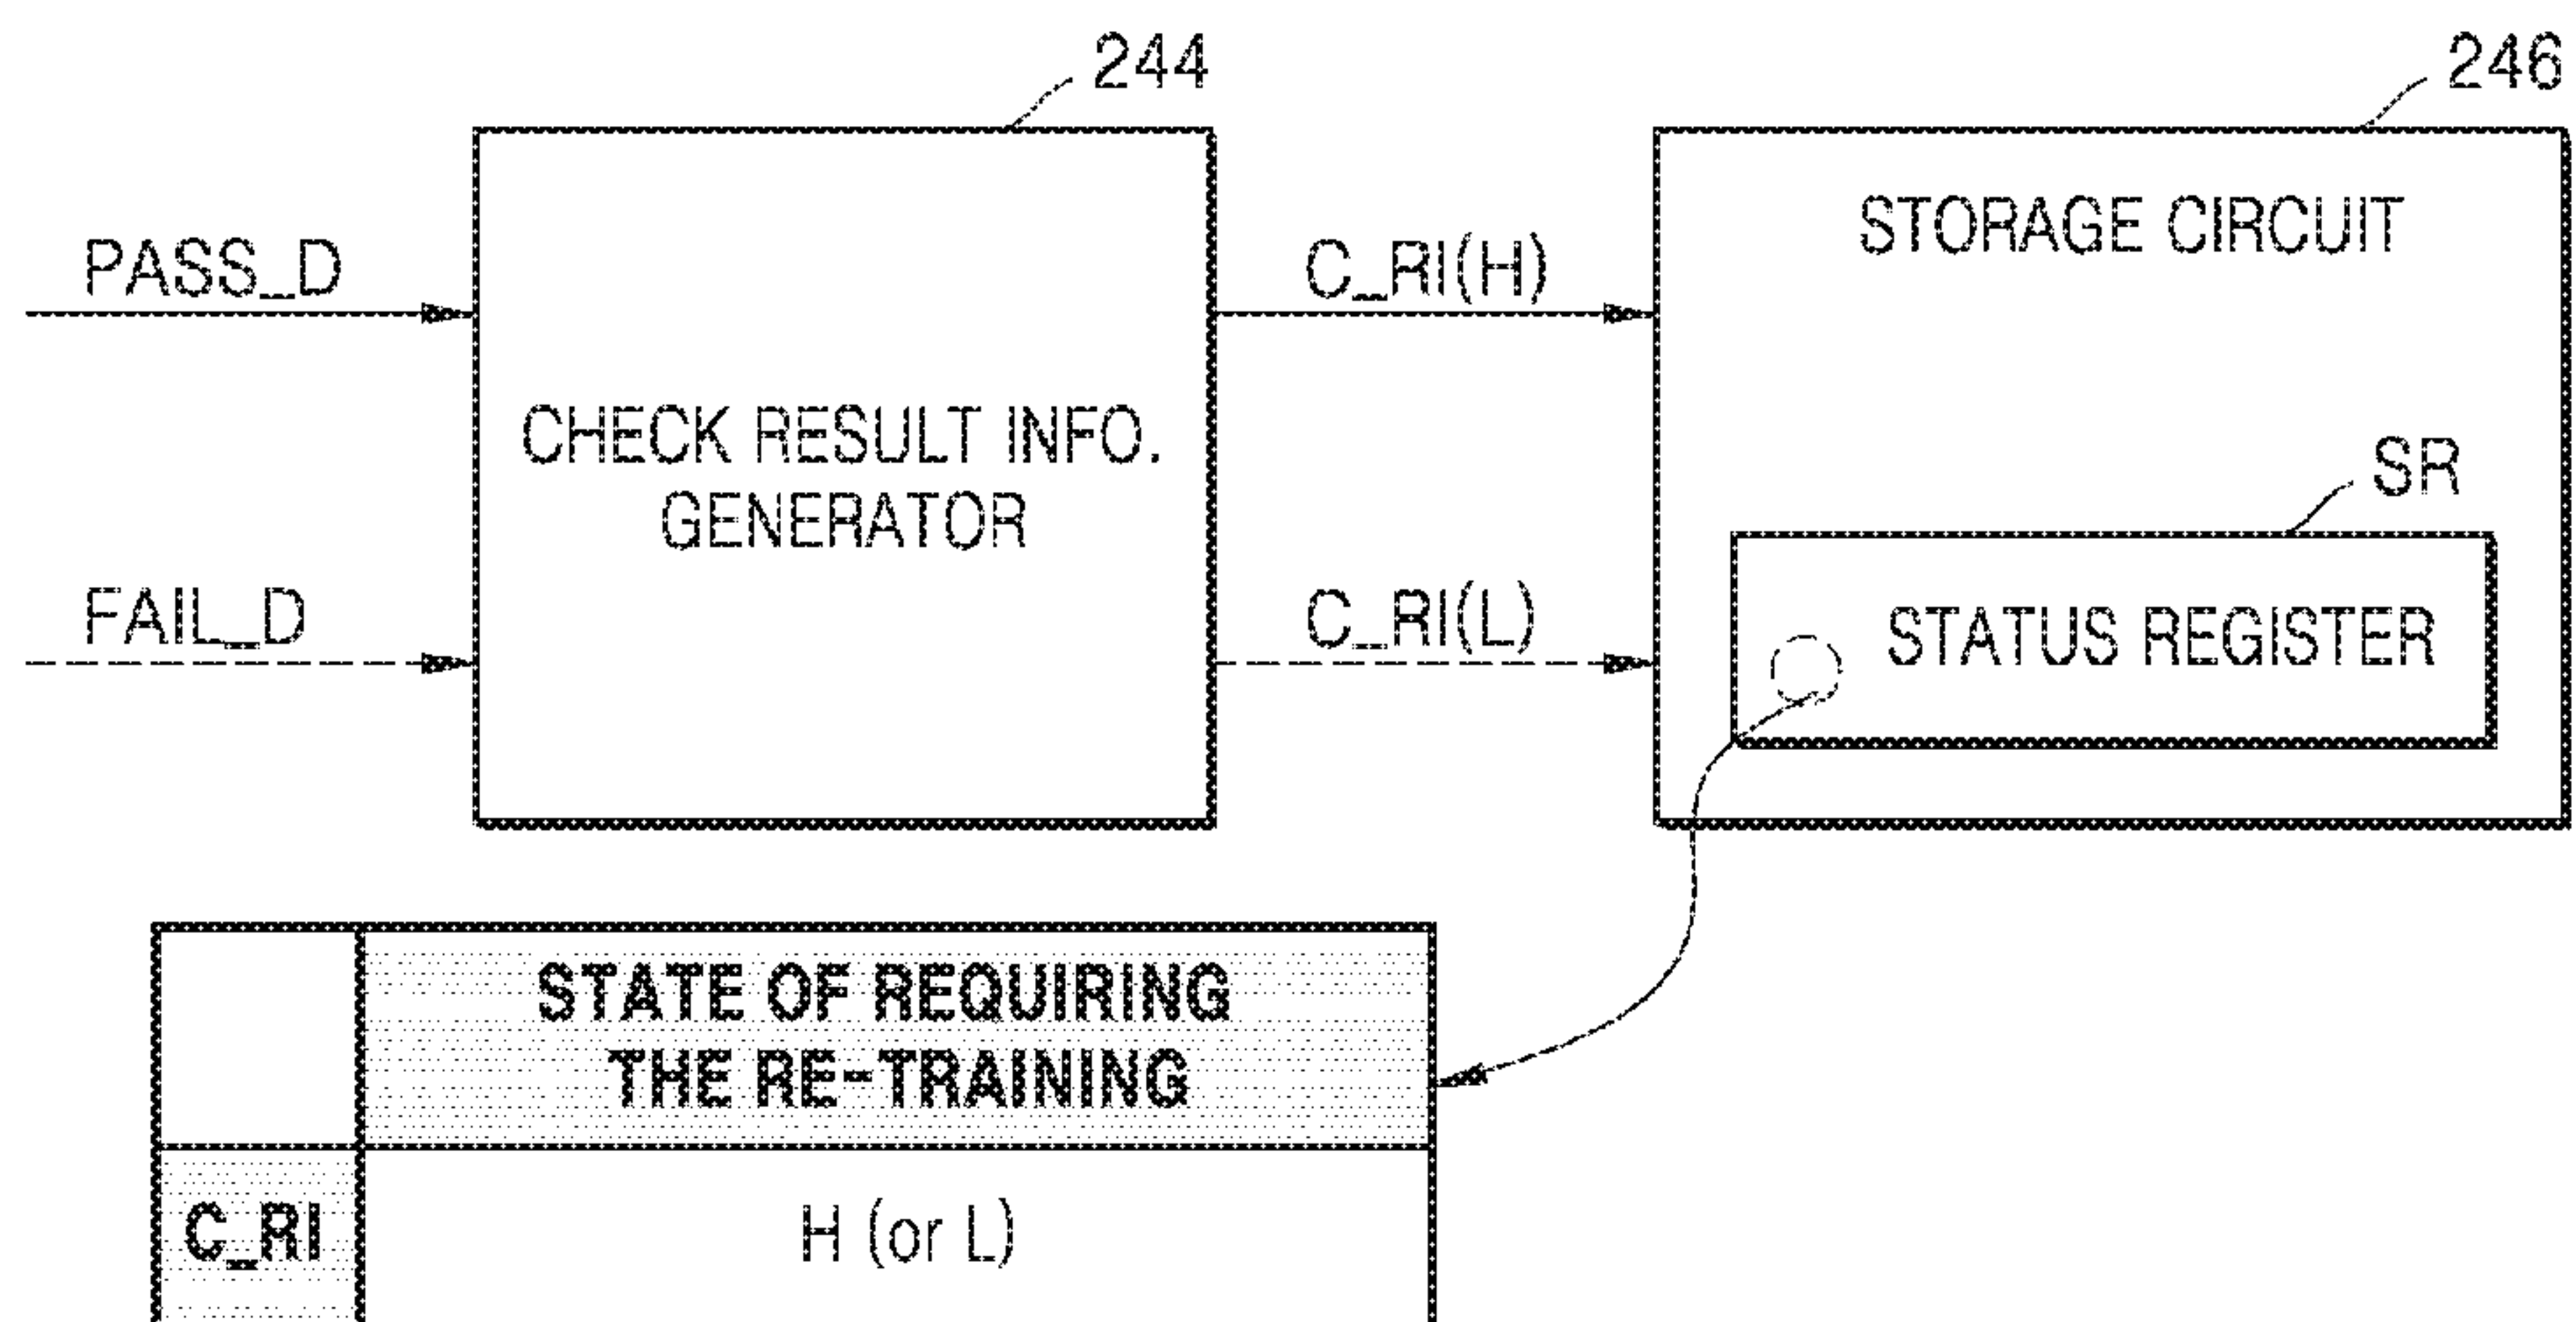 244
246
PASS_D
C_RI(H)
STORAGE CIRCUIT
CHECK RESULT INFO.
GENERATOR
SR
FAIL_D
C_RI(L)
STATUS REGISTER
STATE OF REQUIRING
THE RE-TRAINING
C_RI
H (or L)